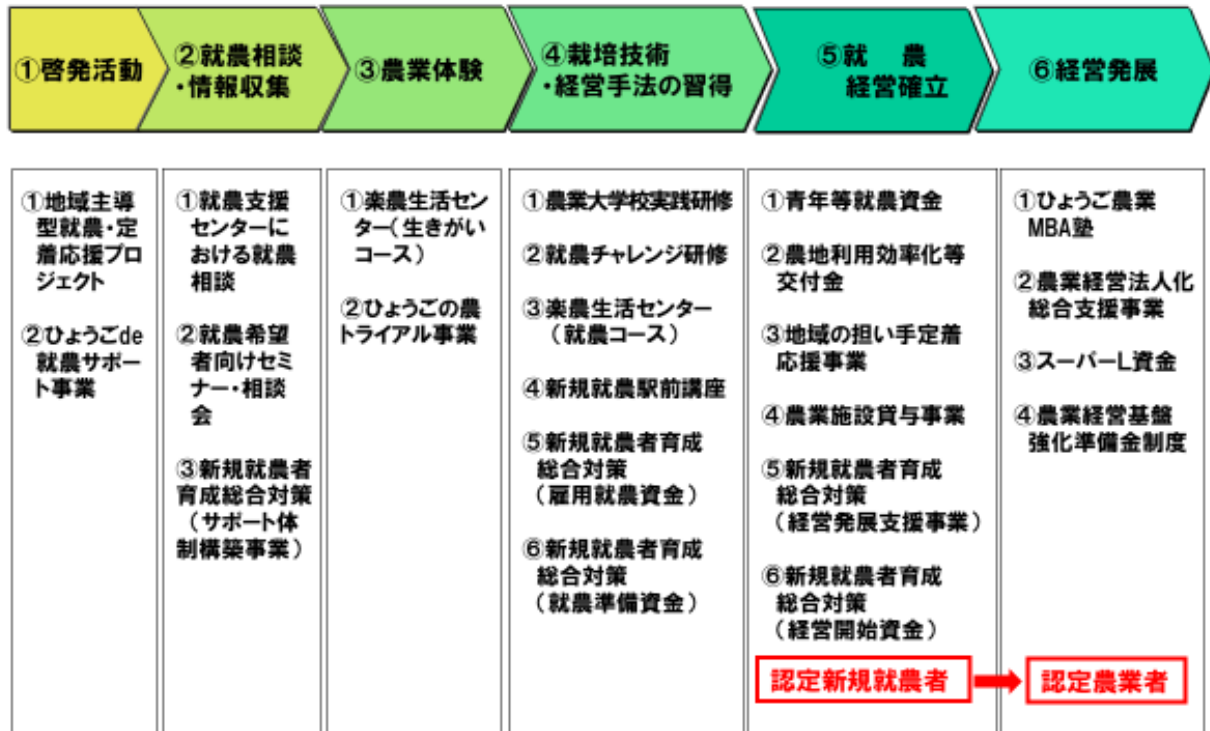 ①啓発活動
②就農相談
・情報収集
③農業体験
④栽培技術
・経営手法の習得
⑤就　農
経営確立
⑥経営発展
①地域主導
型就農・定
着応援プロ
ジェクト
②ひょうごde
就農サポー
ト事業
①就農支援
センターに
おける就農
相談
②就農希望
者向けセミ
ナー・相談
会
③新規就農者
育成総合対策
（サポート体
制構築事業）
①楽農生活セン
ター（生きがい
コース）
②ひょうごの農
トライアル事業
①農業大学校実践研修
②就農チャレンジ研修
③楽農生活センター
（就農コース）
④新規就農駅前講座
⑤新規就農者育成
総合対策
（雇用就農資金）
⑥新規就農者育成
総合対策
（就農準備資金）
①青年等就農資金
②農地利用効率化等
交付金
③地域の担い手定着
応援事業
④農業施設貸与事業
⑤新規就農者育成
総合対策
（経営発展支援事業）
⑥新規就農者育成
総合対策
（経営開始資金）
認定新規就農者
①ひょうご農業
MBA塾
②農業経営法人化
総合支援事業
③スーパーL資金
④農業経営基盤
強化準備金制度
認定農業者